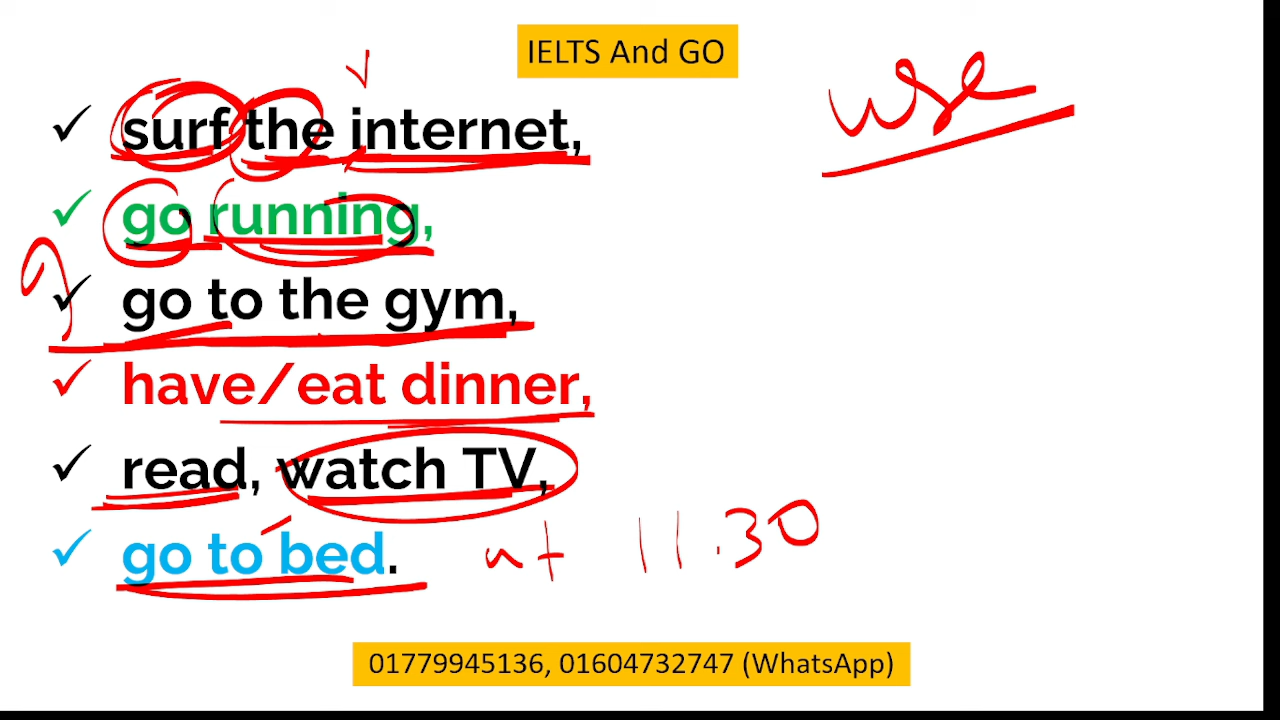 IELTS And GO
use
✓ surf the internet,
✓ go running,
✓ go to the gym,
✓ have/eat dinner,
✓ read, watch TV,
✓ go to bed. at 11.30
01779945136, 01604732747 (WhatsApp)